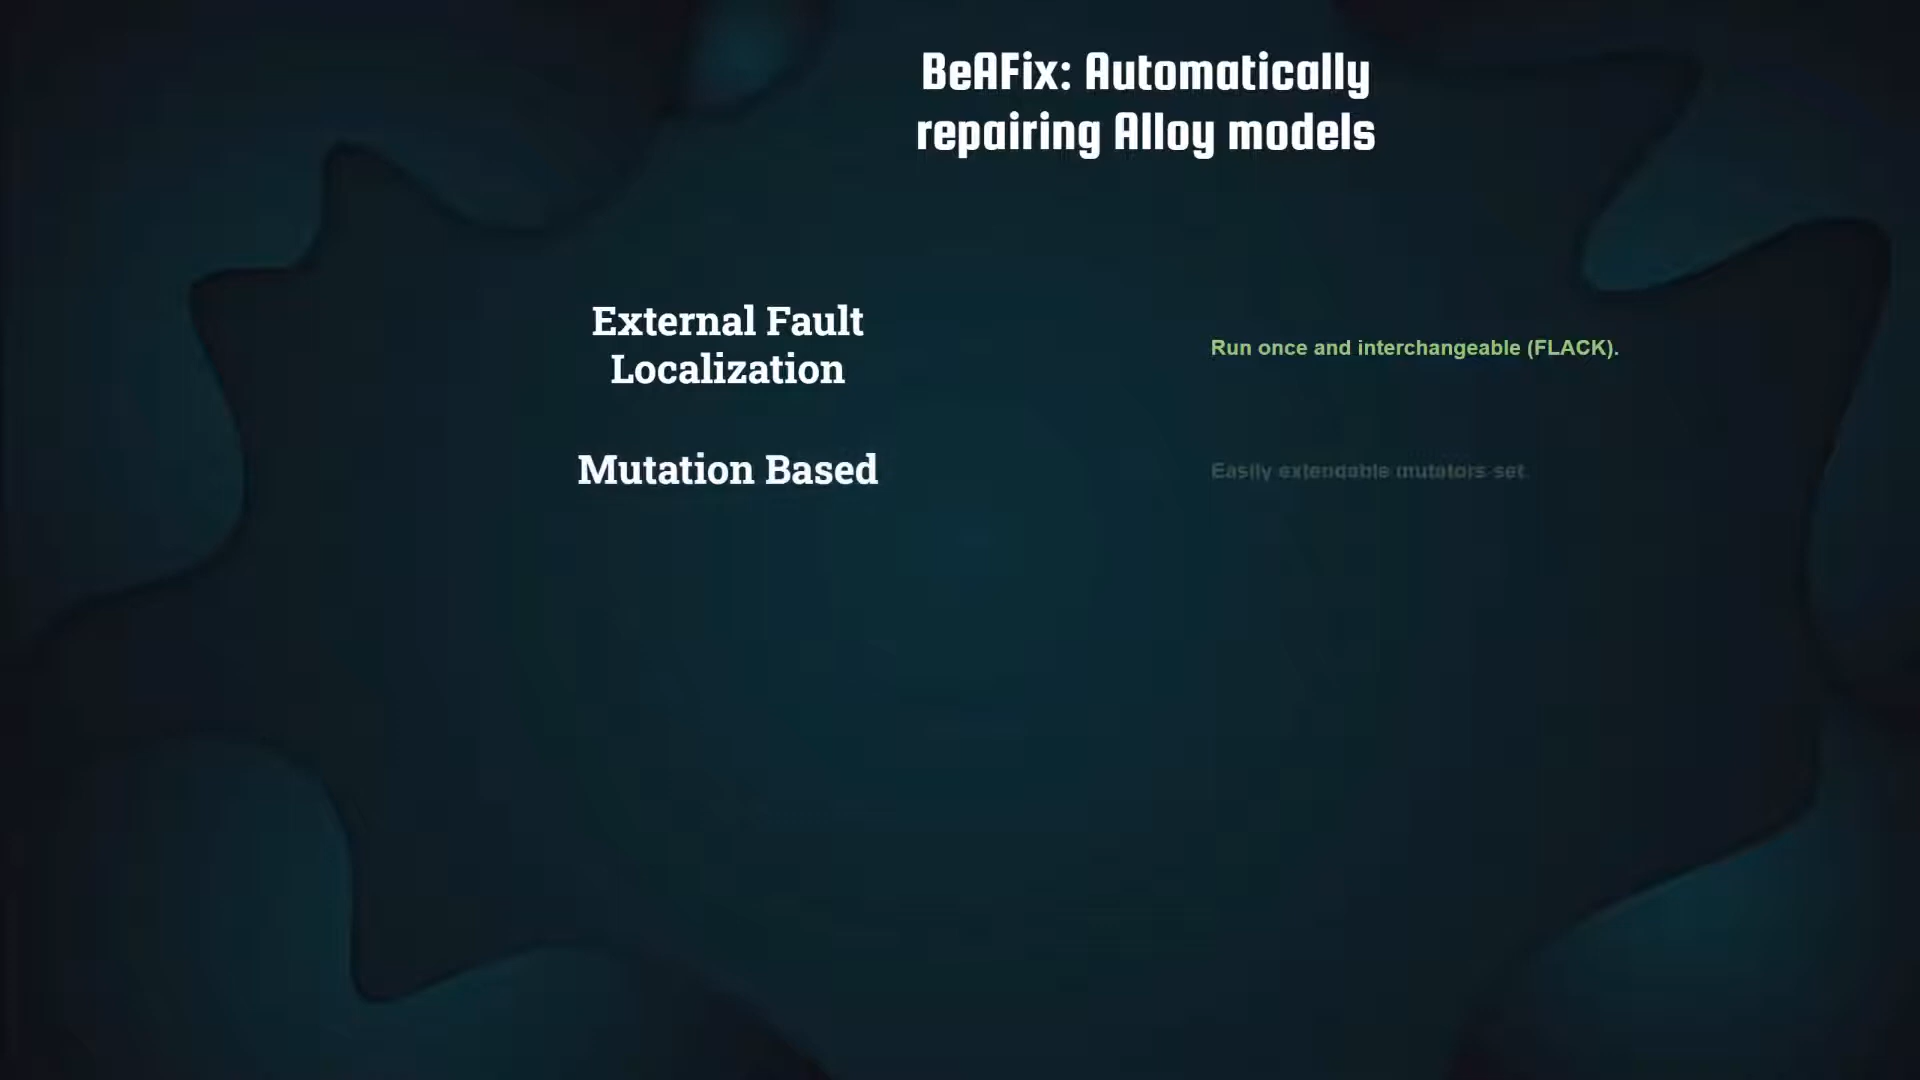 BeAFix: Automatically
repairing Alloy models
External Fault
Localization
Run once and interchangeable (FLACK).
Mutation Based
Easily extendable mutators set.